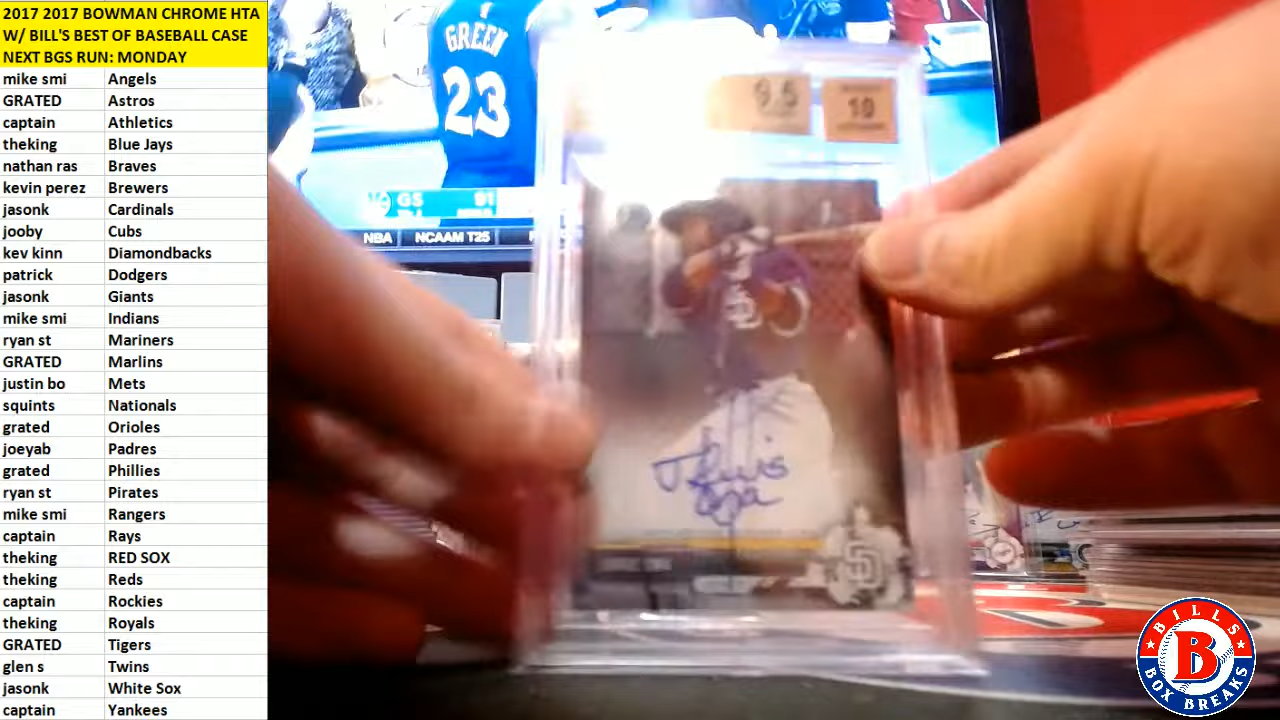 2017 2017 BOWMAN CHROME HTA
W/ BILL'S BEST OF BASEBALL CASE
NEXT BGS RUN: MONDAY
mike smi Angels
GRATED Astros
captain Athletics
theking Blue Jays
nathan ras Braves
kevin perez Brewers
jasonk Cardinals
jooby Cubs
kev kinn Diamondbacks
patrick Dodgers
jasonk Giants
mike smi Indians
ryan st Mariners
GRATED Marlins
justin bo Mets
squints Nationals
grated Orioles
joeyab Padres
grated Phillies
ryan st Pirates
mike smi Rangers
captain Rays
theking RED SOX
theking Reds
captain Rockies
theking Royals
GRATED Tigers
glen s Twins
jasonk White Sox
captain Yankees
GREEN
23
GS 91
NBA NCAAM T25
9.5
10
SD
SD
BILLS
B
BOX BREAKS